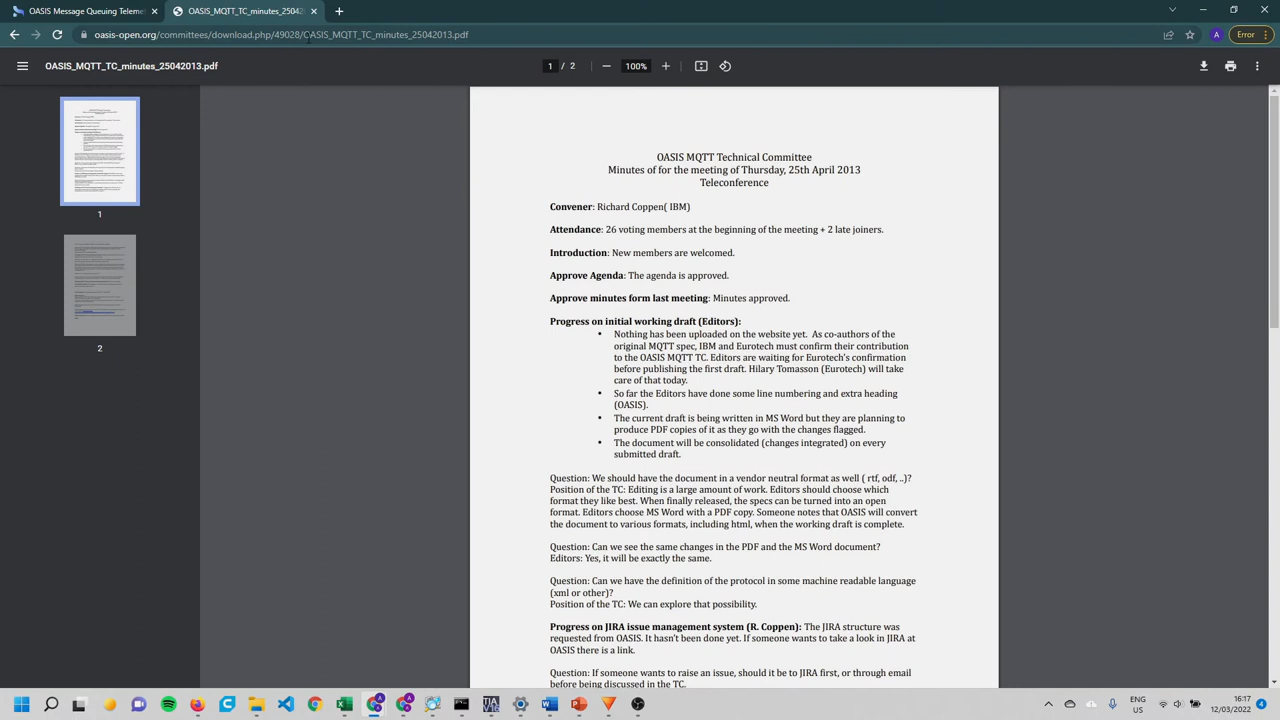 OASIS Message Queuing Teleme
OASIS_MQTT_TC_minutes_25042
oasis-open.org/committees/download.php/49028/OASIS_MQTT_TC_minutes_25042013.pdf
A
Error
OASIS_MQTT_TC_minutes_25042013.pdf
1 / 2
100%
1
2
OASIS MQTT Technical Committee
Minutes of for the meeting of Thursday, 25th April 2013
Teleconference
Convener: Richard Coppen( IBM)
Attendance: 26 voting members at the beginning of the meeting + 2 late joiners.
Introduction: New members are welcomed.
Approve Agenda: The agenda is approved.
Approve minutes form last meeting: Minutes approved.
Progress on initial working draft (Editors):
• Nothing has been uploaded on the website yet. As co-authors of the
original MQTT spec, IBM and Eurotech must confirm their contribution
to the OASIS MQTT TC. Editors are waiting for Eurotech's confirmation
before publishing the first draft. Hilary Tomasson (Eurotech) will take
care of that today.
• So far the Editors have done some line numbering and extra heading
(OASIS).
• The current draft is being written in MS Word but they are planning to
produce PDF copies of it as they go with the changes flagged.
• The document will be consolidated (changes integrated) on every
submitted draft.
Question: We should have the document in a vendor neutral format as well ( rtf, odf, ..)?
Position of the TC: Editing is a large amount of work. Editors should choose which
format they like best. When finally released, the specs can be turned into an open
format. Editors choose MS Word with a PDF copy. Someone notes that OASIS will convert
the document to various formats, including html, when the working draft is complete.
Question: Can we see the same changes in the PDF and the MS Word document?
Editors: Yes, it will be exactly the same.
Question: Can we have the definition of the protocol in some machine readable language
(xml or other)?
Position of the TC: We can explore that possibility.
Progress on JIRA issue management system (R. Coppen): The JIRA structure was
requested from OASIS. It hasn't been done yet. If someone wants to take a look in JIRA at
OASIS there is a link.
Question: If someone wants to raise an issue, should it be to JIRA first, or through email
before being discussed in the TC.
ENG
US
16:17
12/03/2022
4